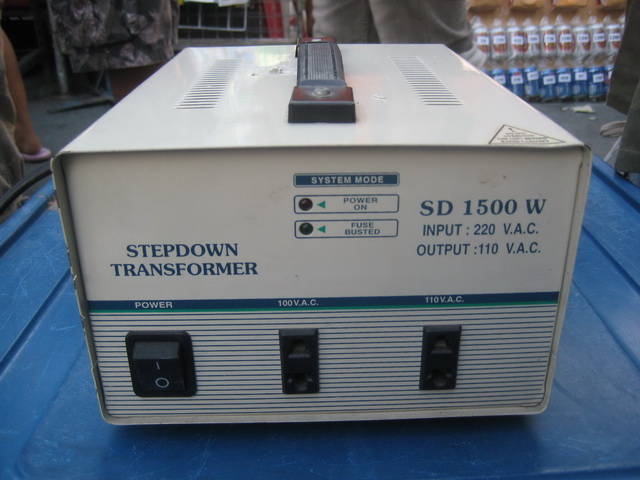 SYSTEM MODE
POWER
ON
FUSE
BUSTED
SD 1500 W
INPUT : 220 V.A.C.
OUTPUT : 110 V.A.C.
STEPDOWN
TRANSFORMER
POWER
100V.A.C.
110V.A.C.
I
O